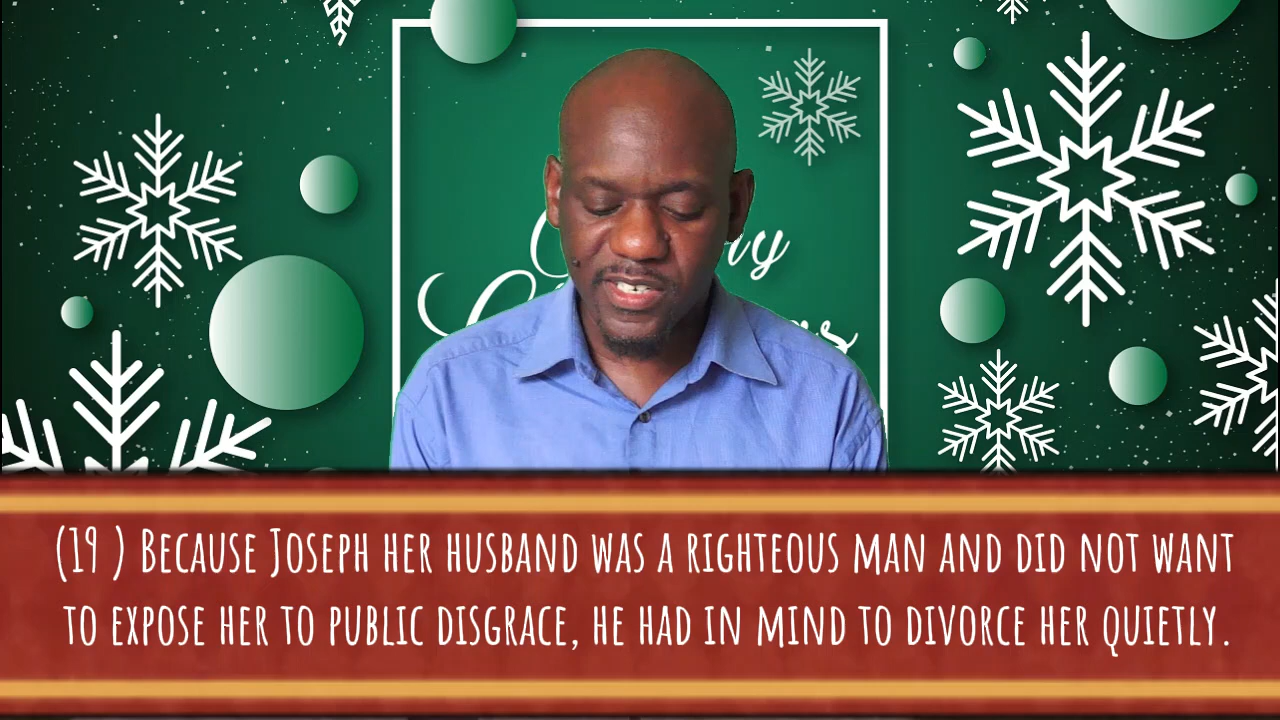 (19 ) Because Joseph her husband was a righteous man and did not want
to expose her to public disgrace, he had in mind to divorce her quietly.